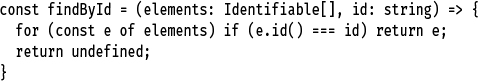 const findById = (elements: Identifiable[], id: string) => {
  for (const e of elements) if (e.id() === id) return e;
  return undefined;
}